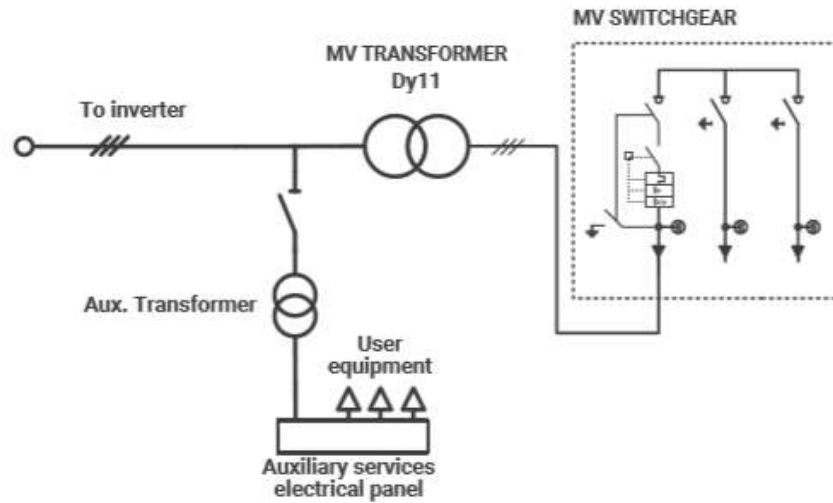 MV SWITCHGEAR
MV TRANSFORMER
Dy11
To inverter
Aux. Transformer
User
equipment
Auxiliary services
electrical panel